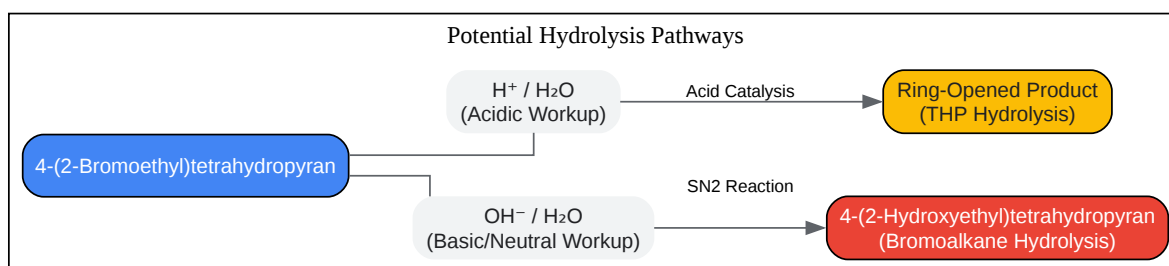 Potential Hydrolysis Pathways
H⁺ / H₂O
(Acidic Workup)
Acid Catalysis
Ring-Opened Product
(THP Hydrolysis)
4-(2-Bromoethyl)tetrahydropyran
OH⁻ / H₂O
(Basic/Neutral Workup)
SN2 Reaction
4-(2-Hydroxyethyl)tetrahydropyran
(Bromoalkane Hydrolysis)